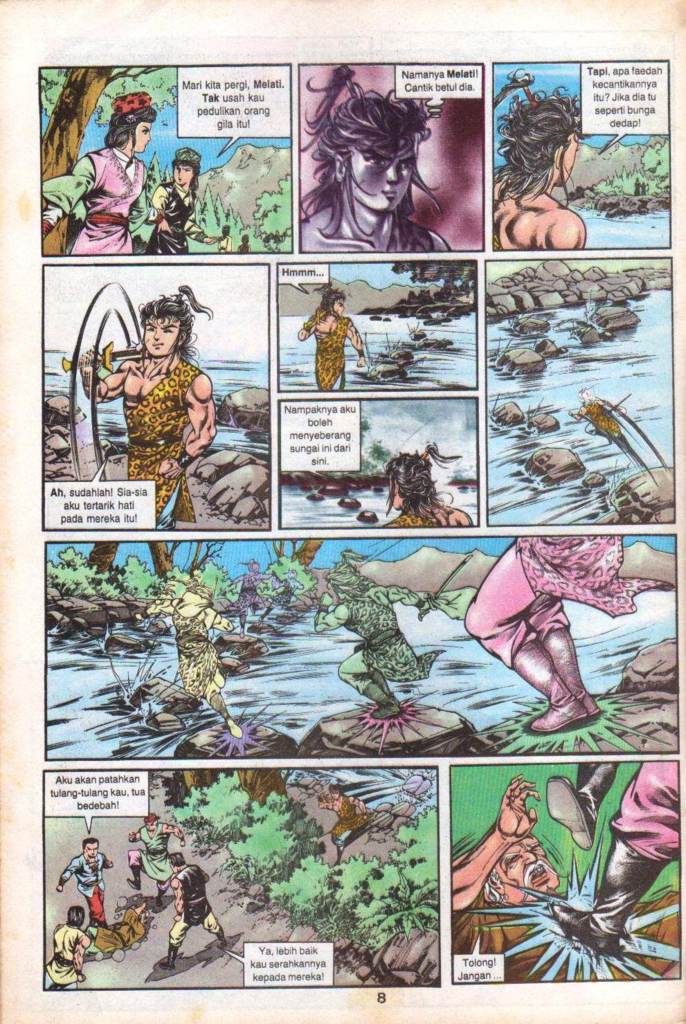 Mari kita pergi, Melati.
Tak usah kau
pedulikan orang
gila itu!
Namanya Melati!
Cantik betul dia.
Tapi, apa faedah
kecantikannya
itu? Jika dia tu
seperti bunga
dedap!
Ah, sudahlah! Sia-sia
aku tertarik hati
pada mereka itu!
Hmmm...
Nampaknya aku
boleh
menyeberang
sungai ini dari
sini.
Aku akan patahkan
tulang-tulang kau, tua
bedebah!
Ya, lebih baik
kau serahkannya
kepada mereka!
Tolong!
Jangan ...
8